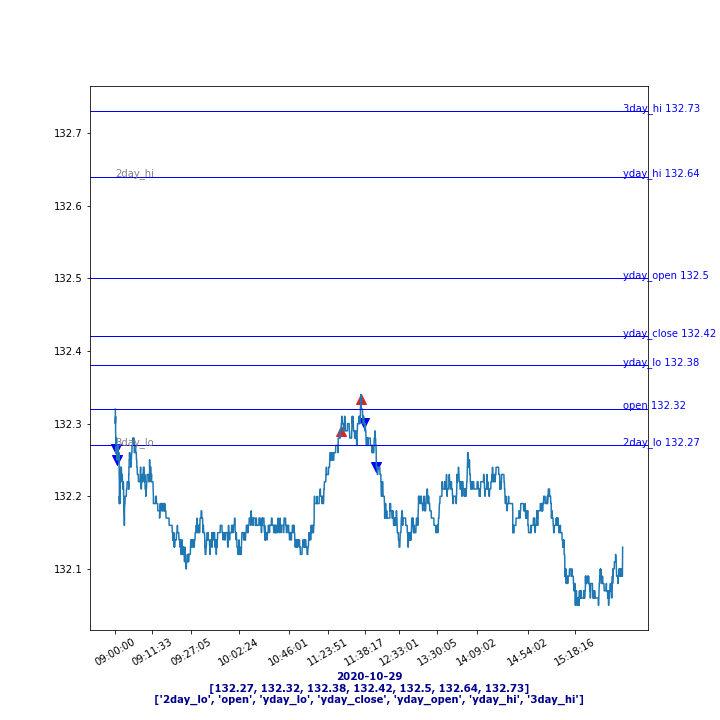 3day_hi 132.73
132.7
2day_hi
yday_hi 132.64
132.6
132.5
yday_open 132.5
yday_close 132.42
132.4
yday_lo 132.38
open 132.32
132.3
3day_lo
2day_lo 132.27
132.2
132.1
09:00:00 09:11:33 09:27:05 10:02:24 10:46:01 11:23:51 11:38:17 12:33:01 13:30:05 14:09:02 14:54:02 15:18:16
2020-10-29
[132.27, 132.32, 132.38, 132.42, 132.5, 132.64, 132.73]
['2day_lo', 'open', 'yday_lo', 'yday_close', 'yday_open', 'yday_hi', '3day_hi']